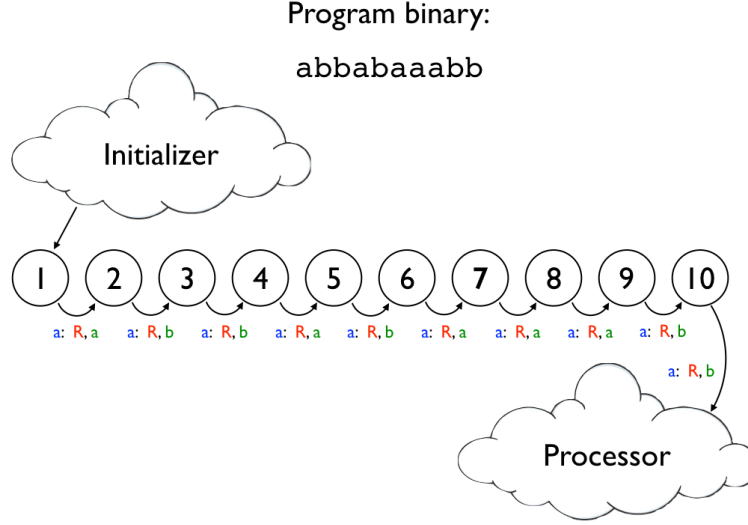 Program binary:
abbabaaabb
Initializer
1 2 3 4 5 6 7 8 9 10
a: R, a a: R, b a: R, b a: R, a a: R, b a: R, a a: R, a a: R, a a: R, b
a: R, b
Processor